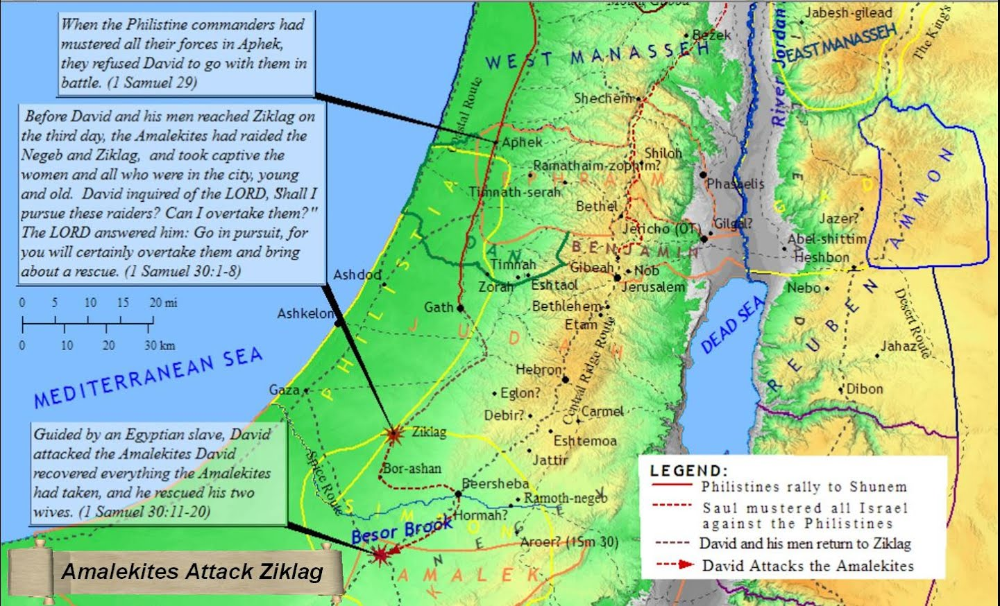 When the Philistine commanders had
mustered all their forces in Aphek,
they refused David to go with them in
battle. (1 Samuel 29)
Before David and his men reached Ziklag on
the third day, the Amalekites had raided the
Negeb and Ziklag, and took captive the
women and all who were in the city, young
and old. David inquired of the LORD, Shall I
pursue these raiders? Can I overtake them?"
The LORD answered him: Go in pursuit, for
you will certainly overtake them and bring
about a rescue. (1 Samuel 30:1-8)
Guided by an Egyptian slave, David
attacked the Amalekites David
recovered everything the Amalekites
had taken, and he rescued his two
wives. (1 Samuel 30:11-20)
Amalekites Attack Ziklag
0 5 10 15 20 mi
0 10 20 30 km
MEDITERRANEAN SEA
Mount Gilboa
Bezek
Jabesh-gilead
The King's
WEST MANASSEH
EAST MANASSEH
River Jordan
Coastal Route
Shechem
Aphek
Shiloh
Ramathaim-zophim?
EPHRAIM
Timnath-serah
Phasaelis
Bethel
Jericho (OT)
Gilgal?
GAD
Jazer?
AMMON
Abel-shittim
Heshbon
PHILISTIA
DAN
BENJAMIN
Timnah
Gibeah
Nob
Ashdod
Zorah
Eshtaol
Jerusalem
Nebo
Gath
Bethlehem
Etam
Ashkelon
JUDAH
DEAD SEA
REUBEN
Desert Route
Jahaz
Hebron
Central Ridge Route
Gaza
Eglon?
Dibon
Debir?
Carmel
Ziklag
Eshtemoa
Jattir
Spice Route
Bor-ashan
Beersheba
Ramoth-negeb
SIMEON
Hormah?
Besor Brook
NEGEV
Aroer? (1Sm 30)
AMALEK
LEGEND:
Philistines rally to Shunem
Saul mustered all Israel
against the Philistines
David and his men return to Ziklag
David Attacks the Amalekites